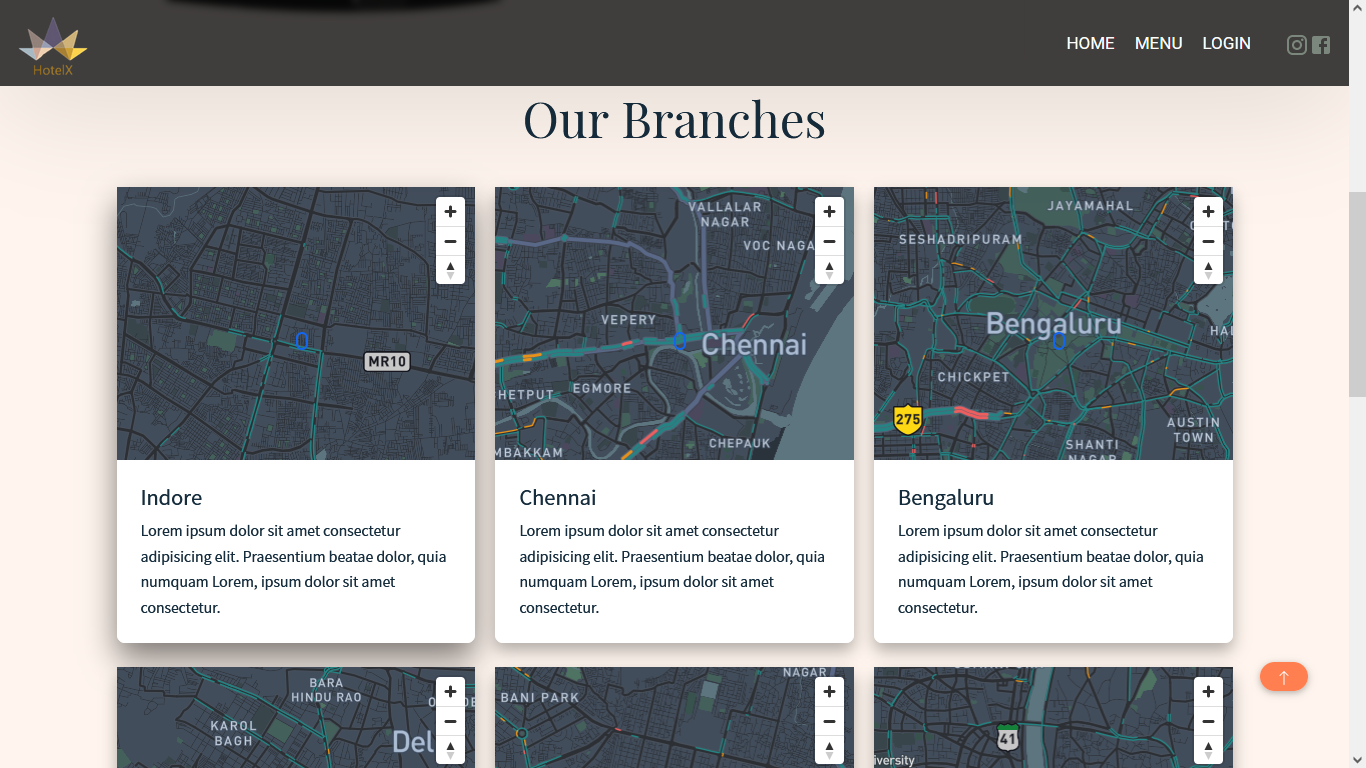 HotelX
HOME MENU LOGIN
Our Branches
MR10
VALLALAR
NAGAR
VOC NAGA
VEPERY
Chennai
EGMORE
HETPUT
CHEPAUK
MBAKKAM
JAYAMAHAL
SESHADRIPURAM
Bengaluru
HAL
CHICKPET
275
AUSTIN
TOWN
SHANTI
NAGAR
Indore
Lorem ipsum dolor sit amet consectetur
adipisicing elit. Praesentium beatae dolor, quia
numquam Lorem, ipsum dolor sit amet
consectetur.
Chennai
Lorem ipsum dolor sit amet consectetur
adipisicing elit. Praesentium beatae dolor, quia
numquam Lorem, ipsum dolor sit amet
consectetur.
Bengaluru
Lorem ipsum dolor sit amet consectetur
adipisicing elit. Praesentium beatae dolor, quia
numquam Lorem, ipsum dolor sit amet
consectetur.
BARA
HINDU RAO
KAROL
BAGH
Del
BANI PARK
NAGAR
41
iversity